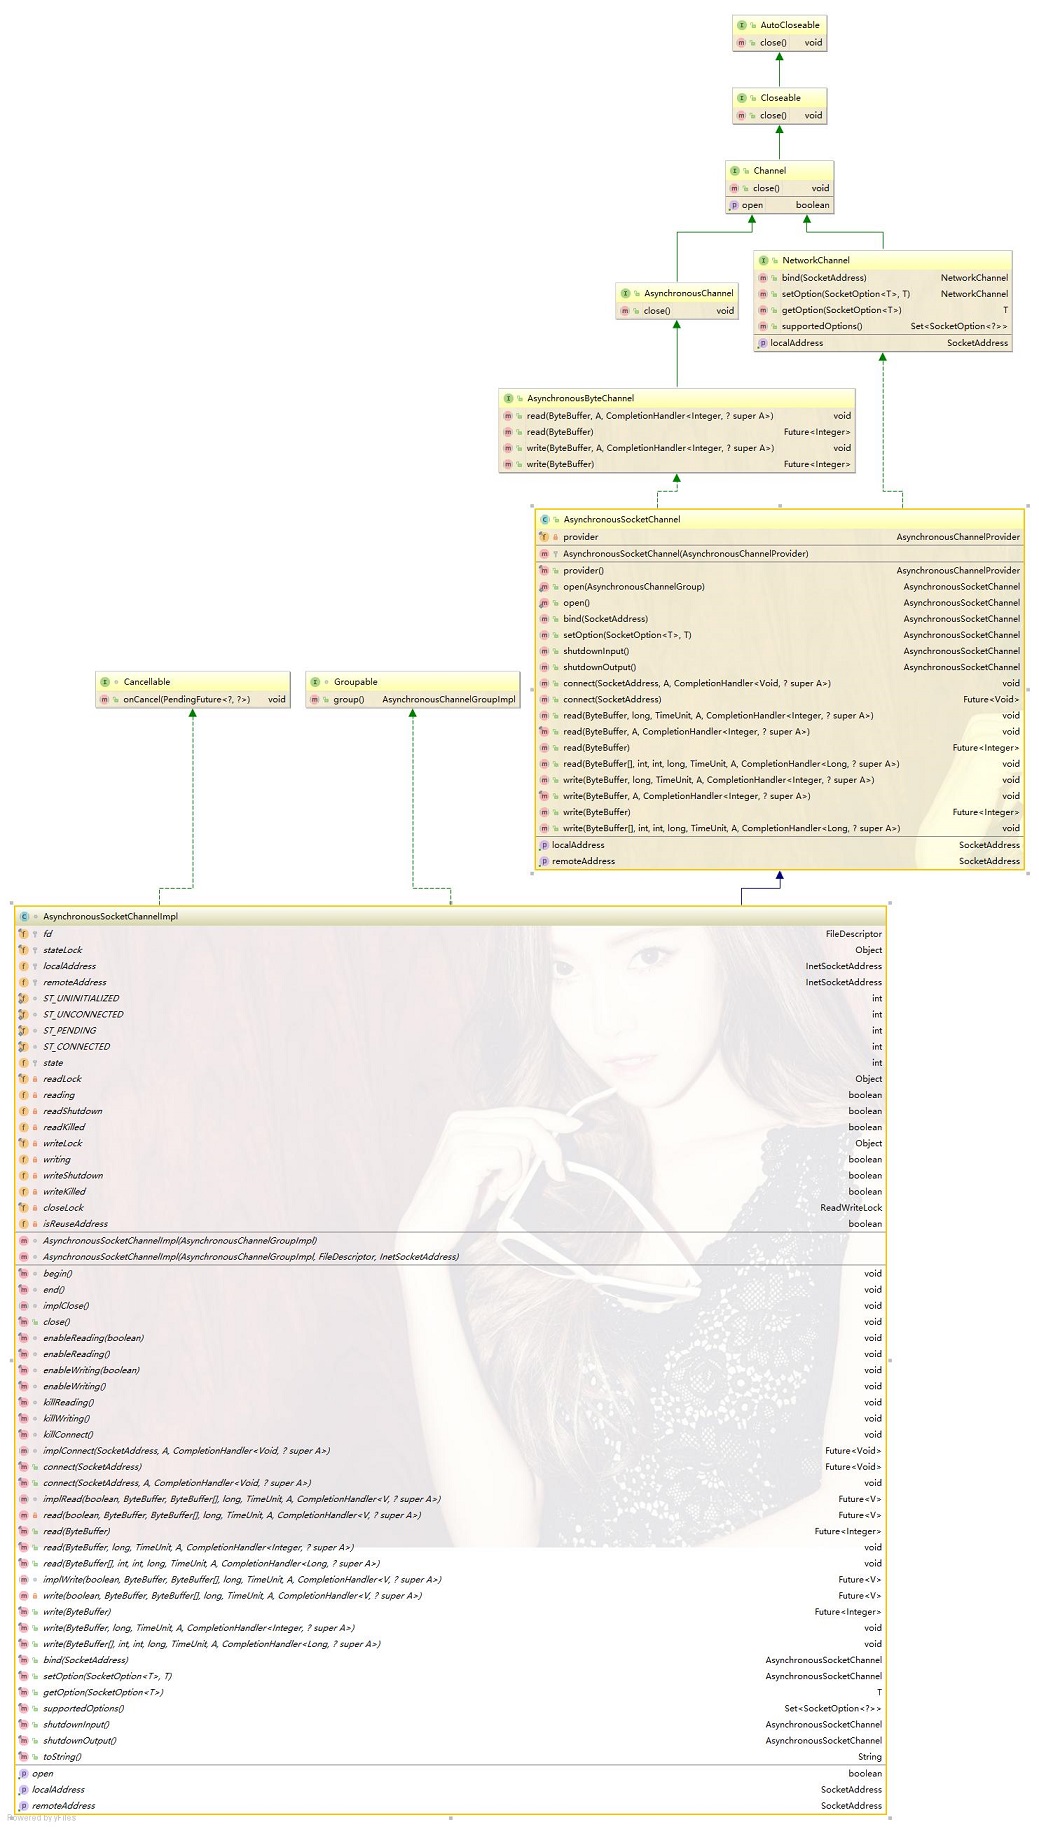 AutoCloseable
close() void
Closeable
close() void
Channel
close() void
open boolean
NetworkChannel
bind(SocketAddress) NetworkChannel
setOption(SocketOption<T>, T) NetworkChannel
getOption(SocketOption<T>) T
supportedOptions() Set<SocketOption<?>>
localAddress SocketAddress
AsynchronousChannel
close() void
AsynchronousByteChannel
read(ByteBuffer, A, CompletionHandler<Integer, ? super A>) void
read(ByteBuffer) Future<Integer>
write(ByteBuffer, A, CompletionHandler<Integer, ? super A>) void
write(ByteBuffer) Future<Integer>
AsynchronousSocketChannel
provider AsynchronousChannelProvider
AsynchronousSocketChannel(AsynchronousChannelProvider)
provider() AsynchronousChannelProvider
open(AsynchronousChannelGroup) AsynchronousSocketChannel
open() AsynchronousSocketChannel
bind(SocketAddress) AsynchronousSocketChannel
setOption(SocketOption<T>, T) AsynchronousSocketChannel
shutdownInput() AsynchronousSocketChannel
shutdownOutput() AsynchronousSocketChannel
connect(SocketAddress, A, CompletionHandler<Void, ? super A>) void
connect(SocketAddress) Future<Void>
read(ByteBuffer, long, TimeUnit, A, CompletionHandler<Integer, ? super A>) void
read(ByteBuffer, A, CompletionHandler<Integer, ? super A>) void
read(ByteBuffer) Future<Integer>
read(ByteBuffer[], int, int, long, TimeUnit, A, CompletionHandler<Long, ? super A>) void
write(ByteBuffer, long, TimeUnit, A, CompletionHandler<Integer, ? super A>) void
write(ByteBuffer, A, CompletionHandler<Integer, ? super A>) void
write(ByteBuffer) Future<Integer>
write(ByteBuffer[], int, int, long, TimeUnit, A, CompletionHandler<Long, ? super A>) void
localAddress SocketAddress
remoteAddress SocketAddress
Cancellable
onCancel(PendingFuture<?, ?>) void
Groupable
group() AsynchronousChannelGroupImpl
AsynchronousSocketChannelImpl
fd FileDescriptor
stateLock Object
localAddress InetSocketAddress
remoteAddress InetSocketAddress
ST_UNINITIALIZED int
ST_UNCONNECTED int
ST_PENDING int
ST_CONNECTED int
state int
readLock Object
reading boolean
readShutdown boolean
readKilled boolean
writeLock Object
writing boolean
writeShutdown boolean
writeKilled boolean
closeLock ReadWriteLock
isReuseAddress boolean
AsynchronousSocketChannelImpl(AsynchronousChannelGroupImpl)
AsynchronousSocketChannelImpl(AsynchronousChannelGroupImpl, FileDescriptor, InetSocketAddress)
begin() void
end() void
implClose() void
close() void
enableReading(boolean) void
enableReading() void
enableWriting(boolean) void
enableWriting() void
killReading() void
killWriting() void
killConnect() void
implConnect(SocketAddress, A, CompletionHandler<Void, ? super A>) Future<Void>
connect(SocketAddress) Future<Void>
connect(SocketAddress, A, CompletionHandler<Void, ? super A>) void
implRead(boolean, ByteBuffer, ByteBuffer[], long, TimeUnit, A, CompletionHandler<V, ? super A>) Future<V>
read(boolean, ByteBuffer, ByteBuffer[], long, TimeUnit, A, CompletionHandler<V, ? super A>) Future<V>
read(ByteBuffer) Future<Integer>
read(ByteBuffer, long, TimeUnit, A, CompletionHandler<Integer, ? super A>) void
read(ByteBuffer[], int, int, long, TimeUnit, A, CompletionHandler<Long, ? super A>) void
implWrite(boolean, ByteBuffer, ByteBuffer[], long, TimeUnit, A, CompletionHandler<V, ? super A>) Future<V>
write(boolean, ByteBuffer, ByteBuffer[], long, TimeUnit, A, CompletionHandler<V, ? super A>) Future<V>
write(ByteBuffer) Future<Integer>
write(ByteBuffer, long, TimeUnit, A, CompletionHandler<Integer, ? super A>) void
write(ByteBuffer[], int, int, long, TimeUnit, A, CompletionHandler<Long, ? super A>) void
bind(SocketAddress) AsynchronousSocketChannel
setOption(SocketOption<T>, T) AsynchronousSocketChannel
getOption(SocketOption<T>) T
supportedOptions() Set<SocketOption<?>>
shutdownInput() AsynchronousSocketChannel
shutdownOutput() AsynchronousSocketChannel
toString() String
open boolean
localAddress SocketAddress
remoteAddress SocketAddress
Powered by yFiles